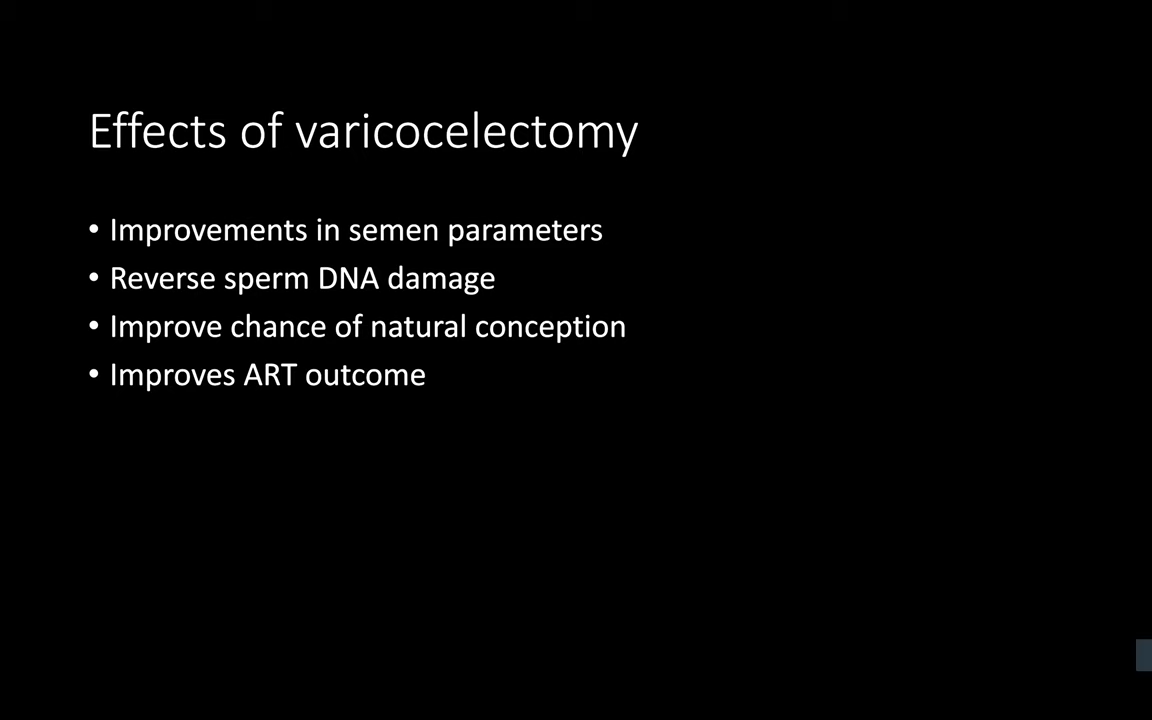 Effects of varicocelectomy
• Improvements in semen parameters
• Reverse sperm DNA damage
• Improve chance of natural conception
• Improves ART outcome